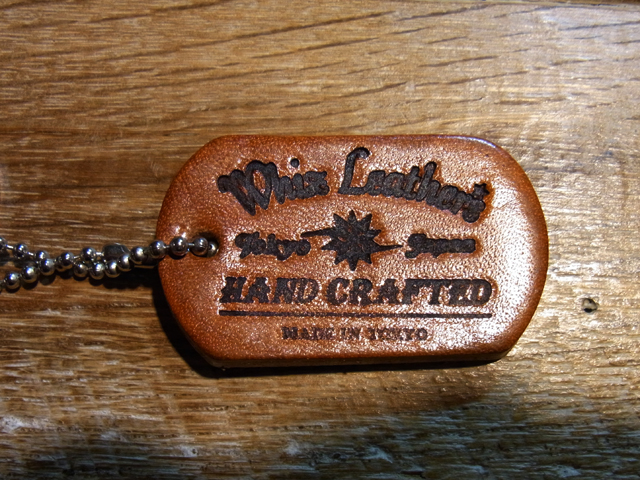 Whiz Leather's
Tokyo Japan
HAND CRAFTED
MADE IN TOKYO